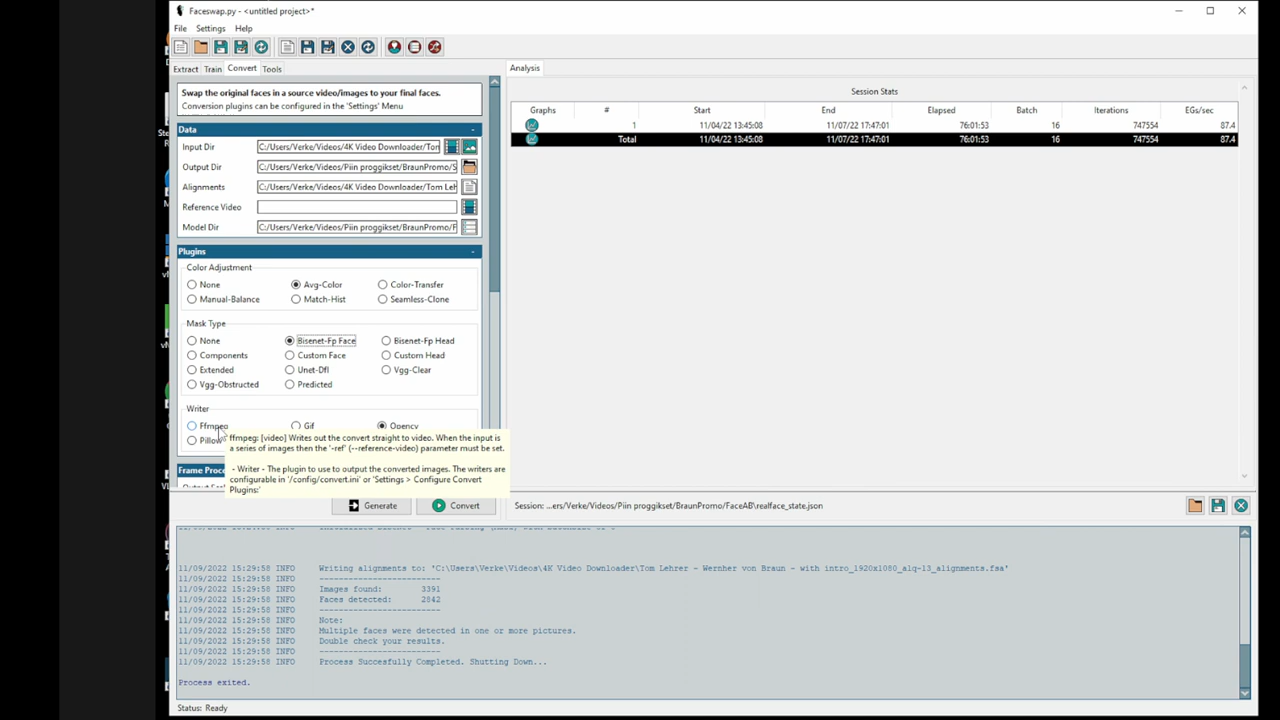 Faceswap.py - <untitled project>*
File Settings Help
Extract Train Convert Tools
Swap the original faces in a source video/images to your final faces.
Conversion plugins can be configured in the 'Settings' Menu
Data
Input Dir C:/Users/Verke/Videos/4K Video Downloader/Tor
Output Dir C:/Users/Verke/Videos/Piin proggikset/BraunPromo/S
Alignments C:/Users/Verke/Videos/4K Video Downloader/Tom Leh
Reference Video
Model Dir C:/Users/Verke/Videos/Piin proggikset/BraunPromo/F
Plugins
Color Adjustment
None Avg-Color Color-Transfer
Manual-Balance Match-Hist Seamless-Clone
Mask Type
None Bisenet-Fp Face Bisenet-Fp Head
Components Custom Face Custom Head
Extended Unet-Dfl Vgg-Clear
Vgg-Obstructed Predicted
Writer
Ffmpeg Gif Opencv
Pillow
ffmpeg: [video] Writes out the convert straight to video. When the input is
a series of images then the '-ref' (--reference-video) parameter must be set.
- Writer - The plugin to use to output the converted images. The writers are
configurable in '/config/convert.ini' or 'Settings > Configure Convert
Plugins:'
Frame Proc
Generate Convert
Analysis
Session Stats
Graphs # Start End Elapsed Batch Iterations EGs/sec
1 11/04/22 13:45:08 11/07/22 17:47:01 76:01:53 16 747554 87.4
Total 11/04/22 13:45:08 11/07/22 17:47:01 76:01:53 16 747554 87.4
Session: ...ers/Verke/Videos/Piin proggikset/BraunPromo/FaceAB\realface_state.json
11/09/2022 15:29:58 INFO Writing alignments to: 'C:\Users\Verke\Videos\4K Video Downloader\Tom Lehrer - Wernher von Braun - with intro_1920x1080_alq-13_alignments.fsa'
11/09/2022 15:29:58 INFO -------------------------
11/09/2022 15:29:58 INFO Images found: 3391
11/09/2022 15:29:58 INFO Faces detected: 2842
11/09/2022 15:29:58 INFO -------------------------
11/09/2022 15:29:58 INFO Note:
11/09/2022 15:29:58 INFO Multiple faces were detected in one or more pictures.
11/09/2022 15:29:58 INFO Double check your results.
11/09/2022 15:29:58 INFO -------------------------
11/09/2022 15:29:58 INFO Process Succesfully Completed. Shutting Down...
Process exited.
Status: Ready